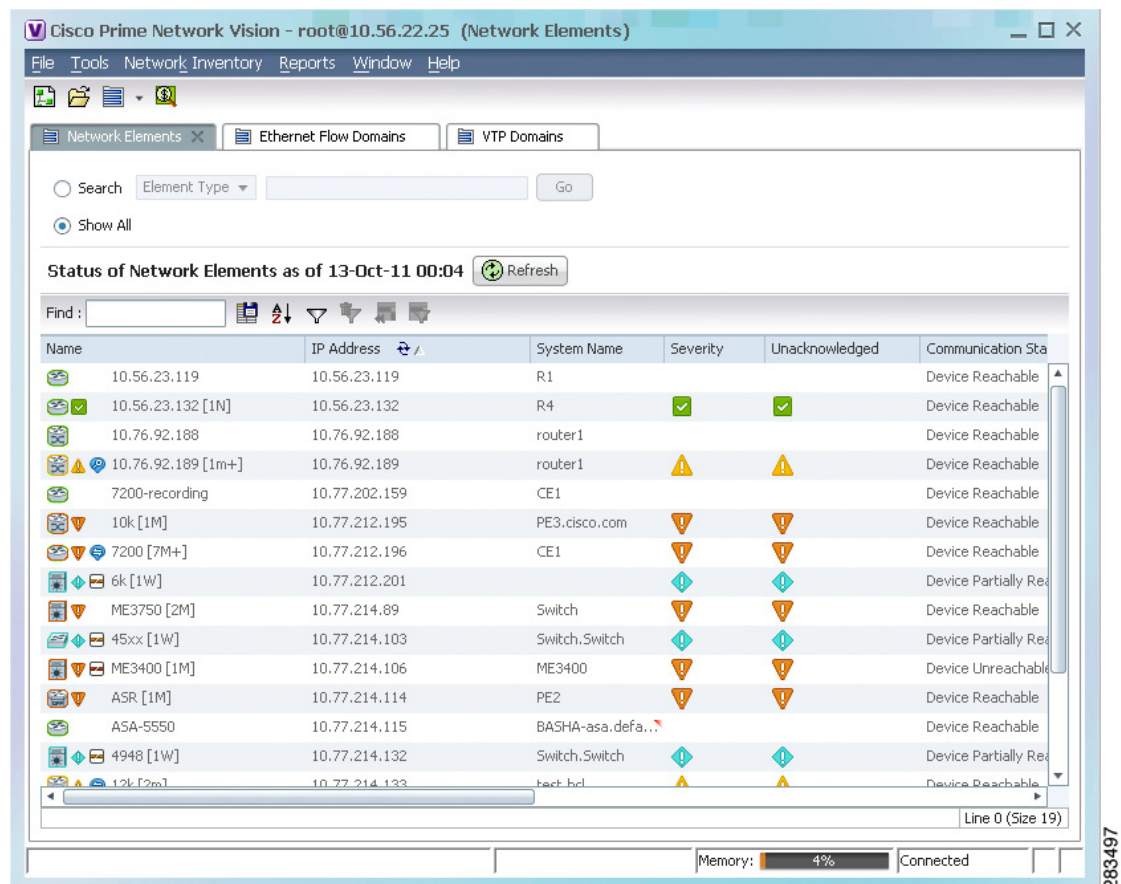 V Cisco Prime Network Vision - root@10.56.22.25 (Network Elements)
File Tools Network Inventory Reports Window Help
Network Elements Ethernet Flow Domains VTP Domains
Search Element Type Go
Show All
Status of Network Elements as of 13-Oct-11 00:04 Refresh
Find :
Name IP Address System Name Severity Unacknowledged Communication Sta
10.56.23.119 10.56.23.119 R1 Device Reachable
10.56.23.132 [1N] 10.56.23.132 R4 Device Reachable
10.76.92.188 10.76.92.188 router1 Device Reachable
10.76.92.189 [1m+] 10.76.92.189 router1 Device Reachable
7200-recording 10.77.202.159 CE1 Device Reachable
10k [1M] 10.77.212.195 PE3.cisco.com Device Reachable
7200 [7M+] 10.77.212.196 CE1 Device Reachable
6k [1W] 10.77.212.201 Device Partially Rea
ME3750 [2M] 10.77.214.89 Switch Device Reachable
45xx [1W] 10.77.214.103 Switch.Switch Device Partially Rea
ME3400 [1M] 10.77.214.106 ME3400 Device Unreachable
ASR [1M] 10.77.214.114 PE2 Device Reachable
ASA-5550 10.77.214.115 BASHA-asa.defa...
Device Reachable
4948 [1W] 10.77.214.132 Switch.Switch Device Partially Rea
12k [2m] 10.77.214.133 Device Reachable
Line 0 (Size 19)
Memory: 4% Connected
283497